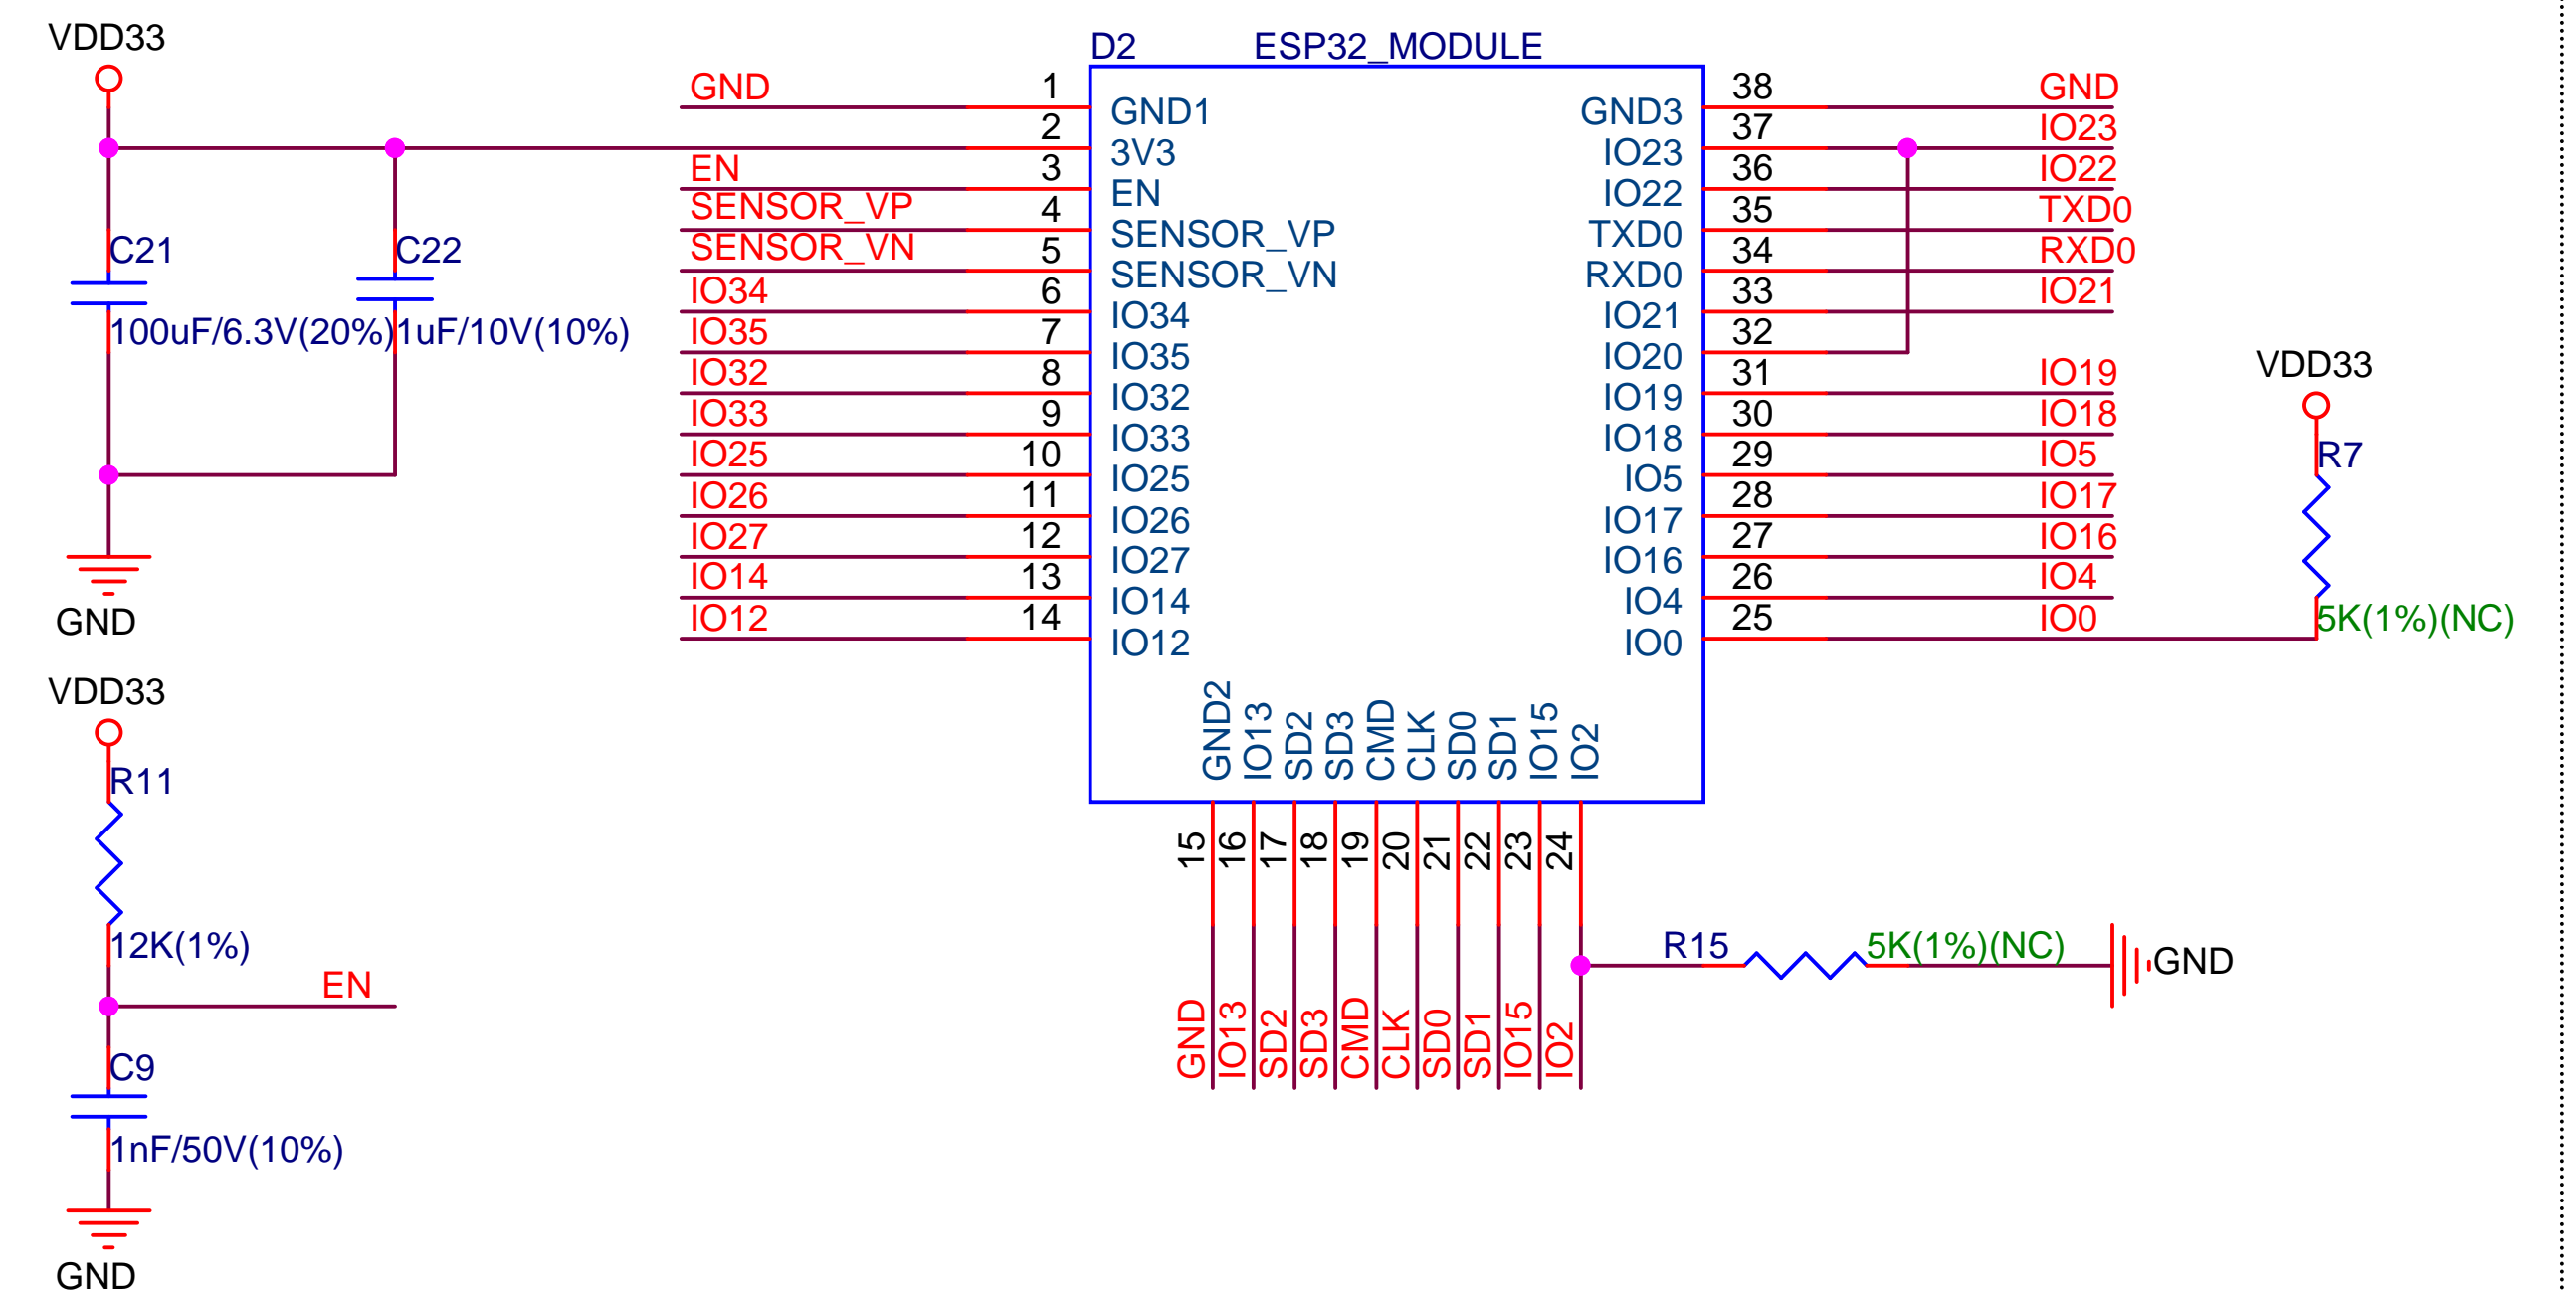 VDD33
C21
100uF/6.3V(20%)
C22
1uF/10V(10%)
GND
VDD33
R11
12K(1%)
EN
C9
1nF/50V(10%)
GND
D2 ESP32_MODULE
GND 1 GND1
2 3V3
EN 3 EN
SENSOR_VP 4 SENSOR_VP
SENSOR_VN 5 SENSOR_VN
IO34 6 IO34
IO35 7 IO35
IO32 8 IO32
IO33 9 IO33
IO25 10 IO25
IO26 11 IO26
IO27 12 IO27
IO14 13 IO14
IO12 14 IO12
GND3 38 GND
IO23 37 IO23
IO22 36 IO22
TXD0 35 TXD0
RXD0 34 RXD0
IO21 33 IO21
IO20 32
IO19 31 IO19
IO18 30 IO18
IO5 29 IO5
IO17 28 IO17
IO16 27 IO16
IO4 26 IO4
IO0 25 IO0
GND2 15 GND
IO13 16 IO13
SD2 17 SD2
SD3 18 SD3
CMD 19 CMD
CLK 20 CLK
SD0 21 SD0
SD1 22 SD1
IO15 23 IO15
IO2 24 IO2
VDD33
R7
5K(1%)(NC)
R15 5K(1%)(NC) GND